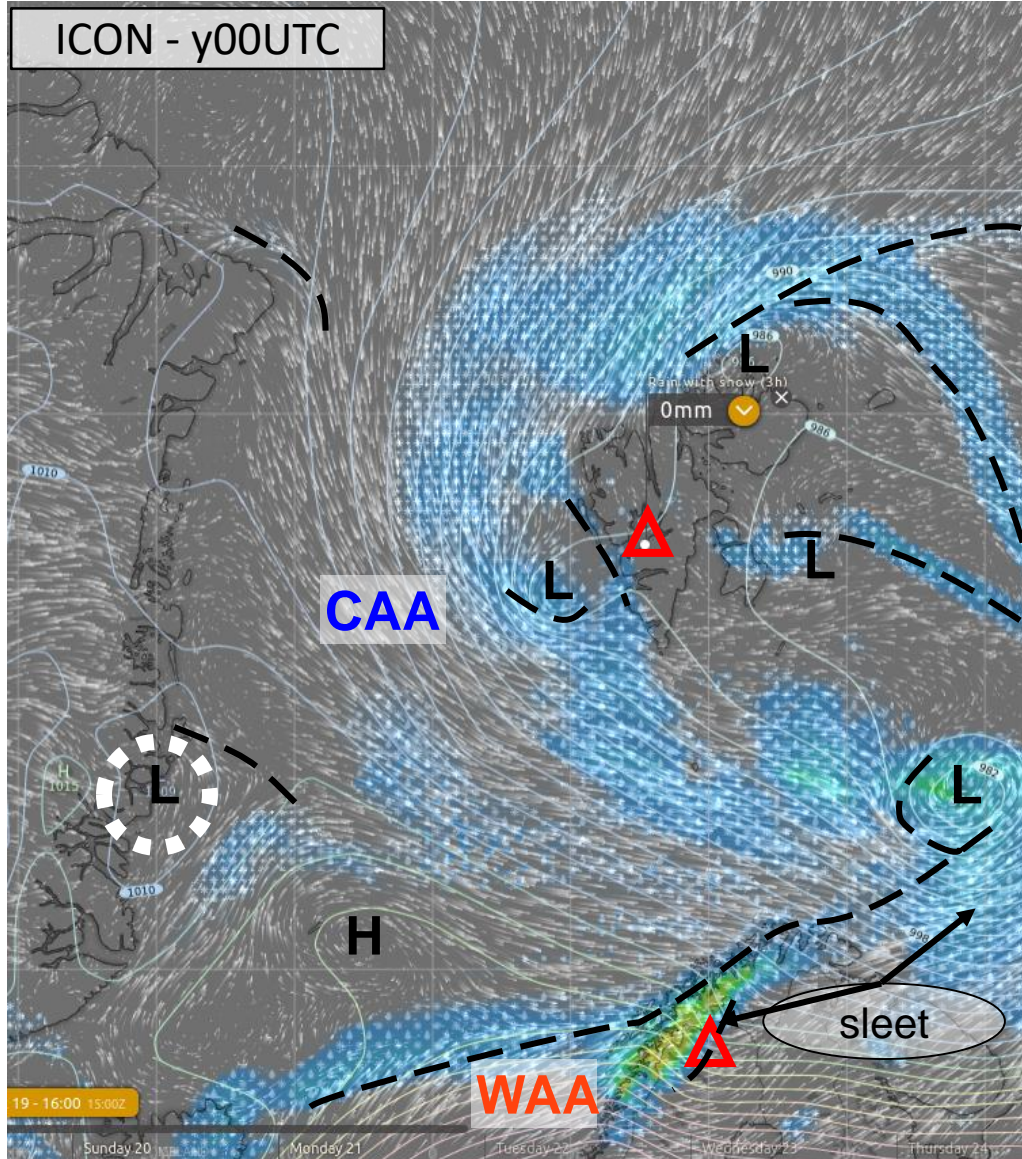 ICON - y00UTC
990
986
L
Rain with snow (3h)
0mm
986
1010
L
L
CAA
H
1015
L
982
L
1010
H
998
sleet
WAA
19 - 16:00 15:00Z
Sunday 20
Monday 21
Tuesday 22
Wednesday 23
Thursday 24